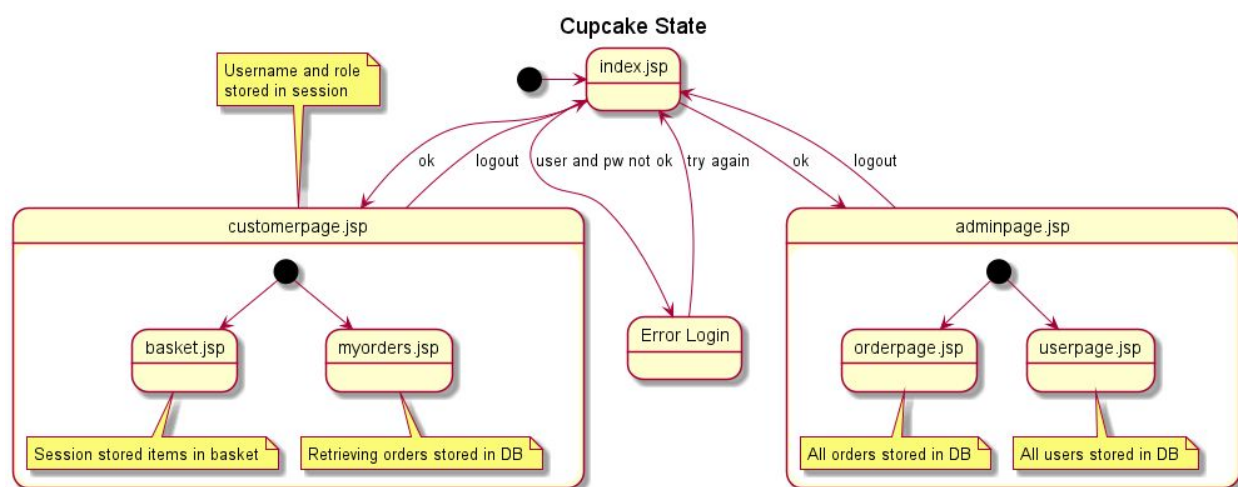 Cupcake State
Username and role
stored in session
index.jsp
ok
logout
user and pw not ok
try again
ok
logout
customerpage.jsp
adminpage.jsp
basket.jsp
myorders.jsp
Error Login
orderpage.jsp
userpage.jsp
Session stored items in basket
Retrieving orders stored in DB
All orders stored in DB
All users stored in DB